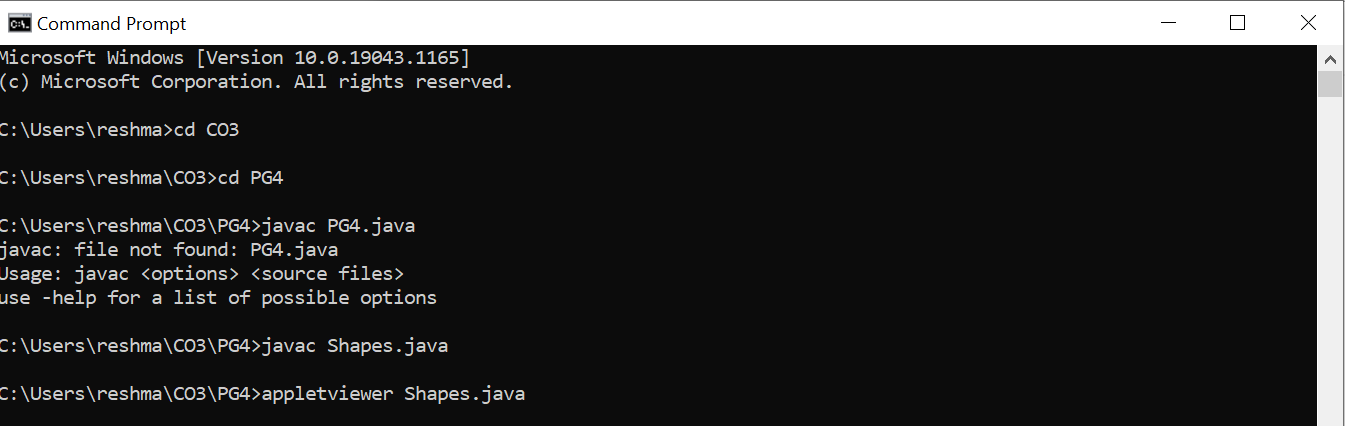 Command Prompt
Microsoft Windows [Version 10.0.19043.1165]
(c) Microsoft Corporation. All rights reserved.
C:\Users\reshma>cd CO3
C:\Users\reshma\CO3>cd PG4
C:\Users\reshma\CO3\PG4>javac PG4.java
javac: file not found: PG4.java
Usage: javac <options> <source files>
use -help for a list of possible options
C:\Users\reshma\CO3\PG4>javac Shapes.java
C:\Users\reshma\CO3\PG4>appletviewer Shapes.java